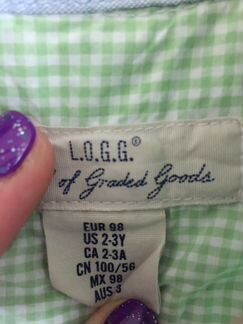 L.O.G.G.®
of Graded Goods
EUR 98
US 2-3Y
CA 2-3A
CN 100/56
MX 98
AUS 3